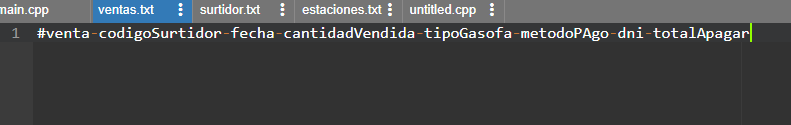 main.cpp ventas.txt surtidor.txt estaciones.txt untitled.cpp
1 #venta-codigoSurtidor-fecha-cantidadVendida-tipoGasofa-metodoPAgo-dni-totalApagar